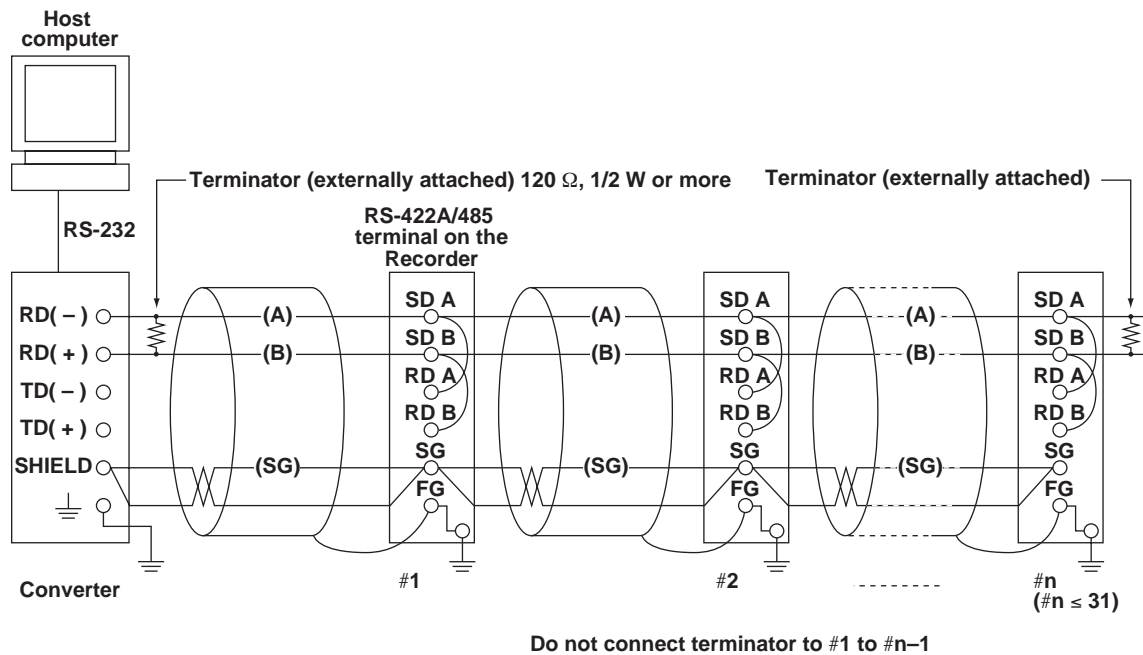 Host
computer
Terminator (externally attached) 120 Ω, 1/2 W or more
Terminator (externally attached)
RS-232
RS-422A/485
terminal on the
Recorder
RD( – )
RD( + )
TD( – )
TD( + )
SHIELD
(A)
(B)
(SG)
SD A
SD B
RD A
RD B
SG
FG
(A)
(B)
(SG)
SD A
SD B
RD A
RD B
SG
FG
(A)
(B)
(SG)
SD A
SD B
RD A
RD B
SG
FG
Converter
#1
#2
#n
(#n ≤ 31)
Do not connect terminator to #1 to #n–1